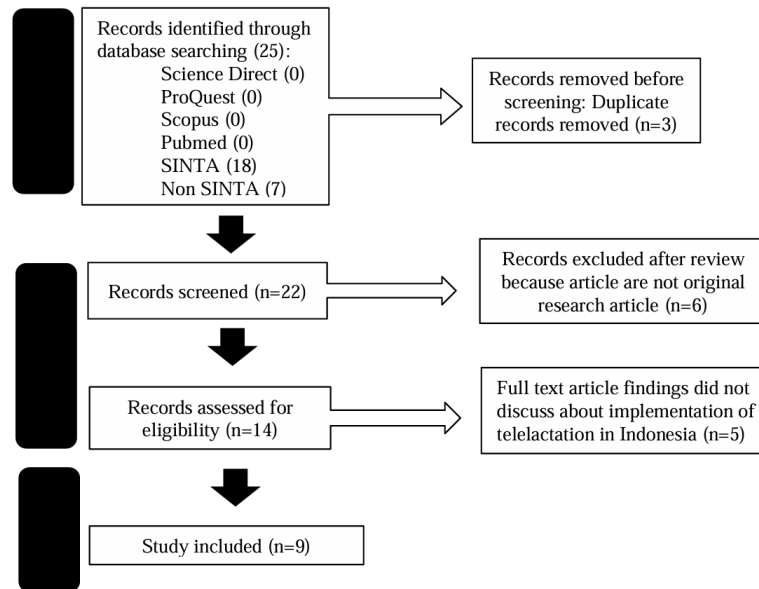 Records identified through
database searching (25):
Science Direct (0)
ProQuest (0)
Scopus (0)
Pubmed (0)
SINTA (18)
Non SINTA (7)
Records removed before
screening: Duplicate
records removed (n=3)
Records screened (n=22)
Records excluded after review
because article are not original
research article (n=6)
Records assessed for
eligibility (n=14)
Full text article findings did not
discuss about implementation of
telelactation in Indonesia (n=5)
Study included (n=9)